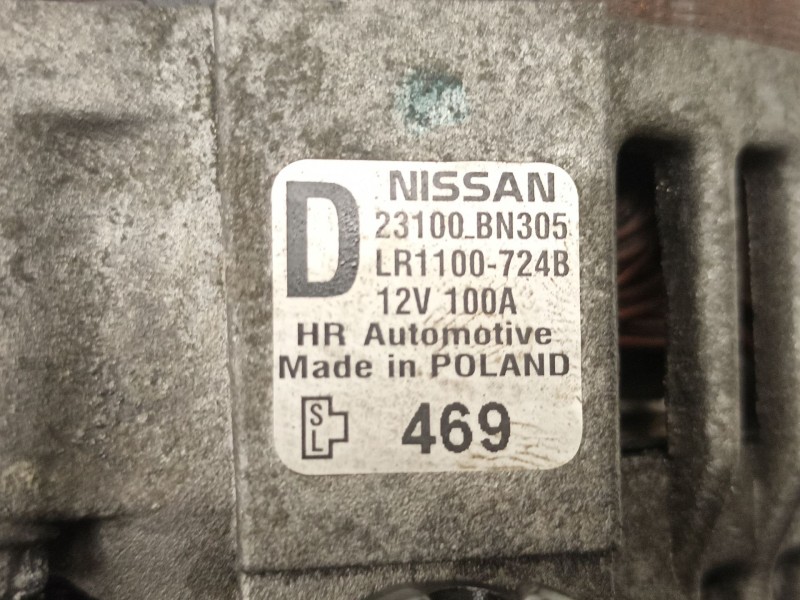 D
NISSAN
23100_BN305
LR1100-724B
12V 100A
HR Automotive
Made in POLAND
S
L
469